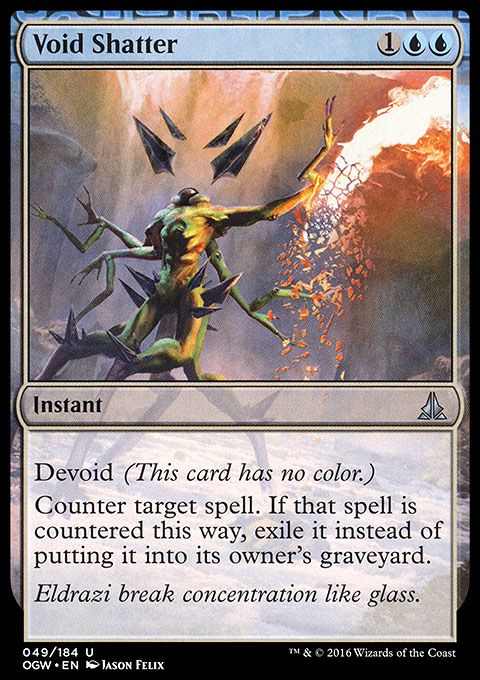 Void Shatter 1
Instant
Devoid (This card has no color.)
Counter target spell. If that spell is
countered this way, exile it instead of
putting it into its owner's graveyard.
Eldrazi break concentration like glass.
049/184 U
OGW • EN Jason Felix ™ & © 2016 Wizards of the Coast